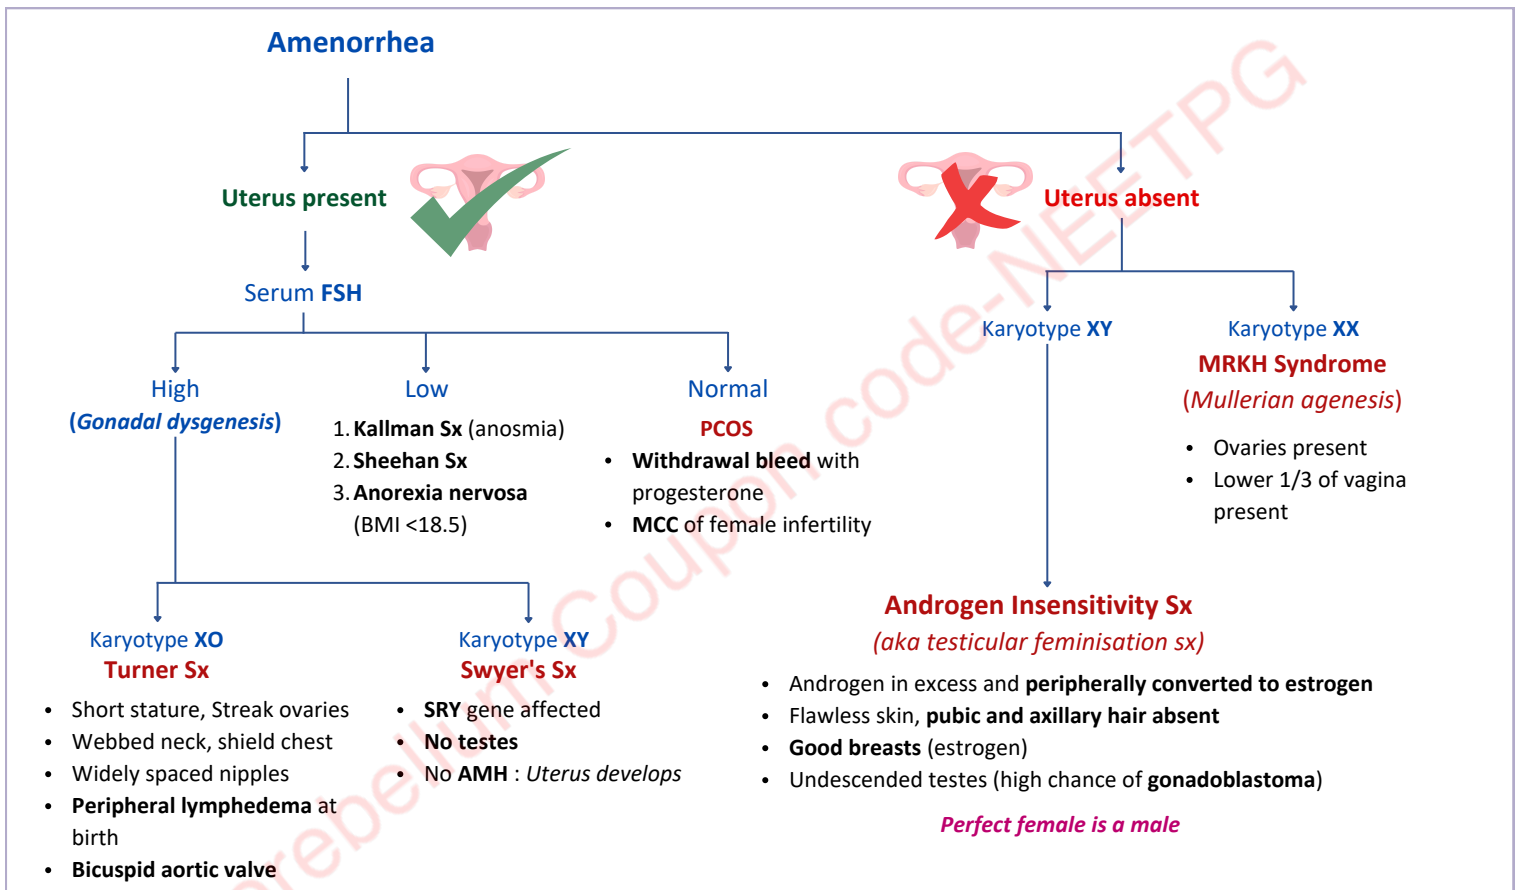 Amenorrhea
Uterus present
Uterus absent
Serum FSH
Karyotype XY
Karyotype XX
MRKH Syndrome
(Mullerian agenesis)
• Ovaries present
• Lower 1/3 of vagina
present
High
(Gonadal dysgenesis)
Low
1. Kallman Sx (anosmia)
2. Sheehan Sx
3. Anorexia nervosa
(BMI <18.5)
Normal
PCOS
• Withdrawal bleed with
progesterone
• MCC of female infertility
Karyotype XO
Turner Sx
• Short stature, Streak ovaries
• Webbed neck, shield chest
• Widely spaced nipples
• Peripheral lymphedema at
birth
• Bicuspid aortic valve
Karyotype XY
Swyer's Sx
• SRY gene affected
• No testes
• No AMH : Uterus develops
Androgen Insensitivity Sx
(aka testicular feminisation sx)
• Androgen in excess and peripherally converted to estrogen
• Flawless skin, pubic and axillary hair absent
• Good breasts (estrogen)
• Undescended testes (high chance of gonadoblastoma)
Perfect female is a male
erebellum Coupon code-NEETPG